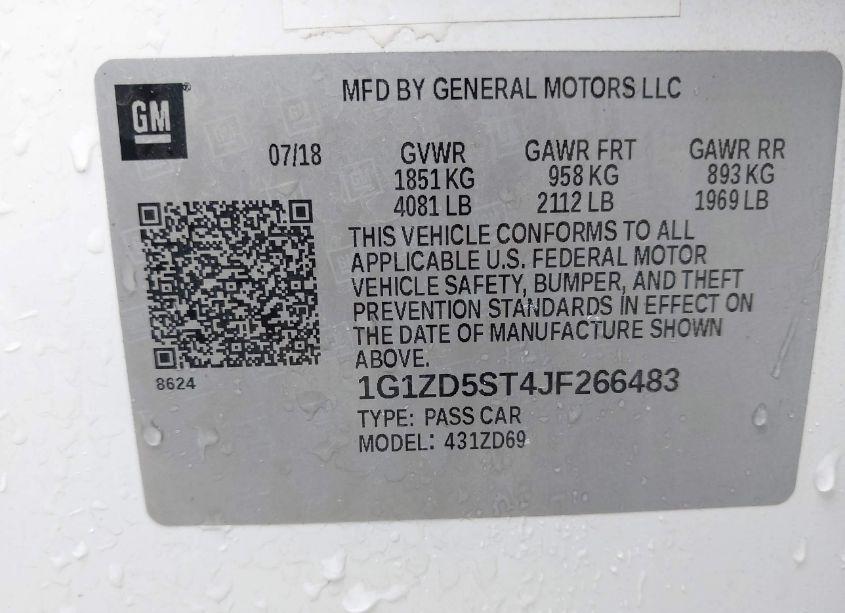 MFD BY GENERAL MOTORS LLC
GM
07/18
GVWR GAWR FRT GAWR RR
1851 KG 958 KG 893 KG
4081 LB 2112 LB 1969 LB
THIS VEHICLE CONFORMS TO ALL
APPLICABLE U.S. FEDERAL MOTOR
VEHICLE SAFETY, BUMPER, AND THEFT
PREVENTION STANDARDS IN EFFECT ON
THE DATE OF MANUFACTURE SHOWN
ABOVE.
8624
1G1ZD5ST4JF266483
TYPE: PASS CAR
MODEL: 431ZD69